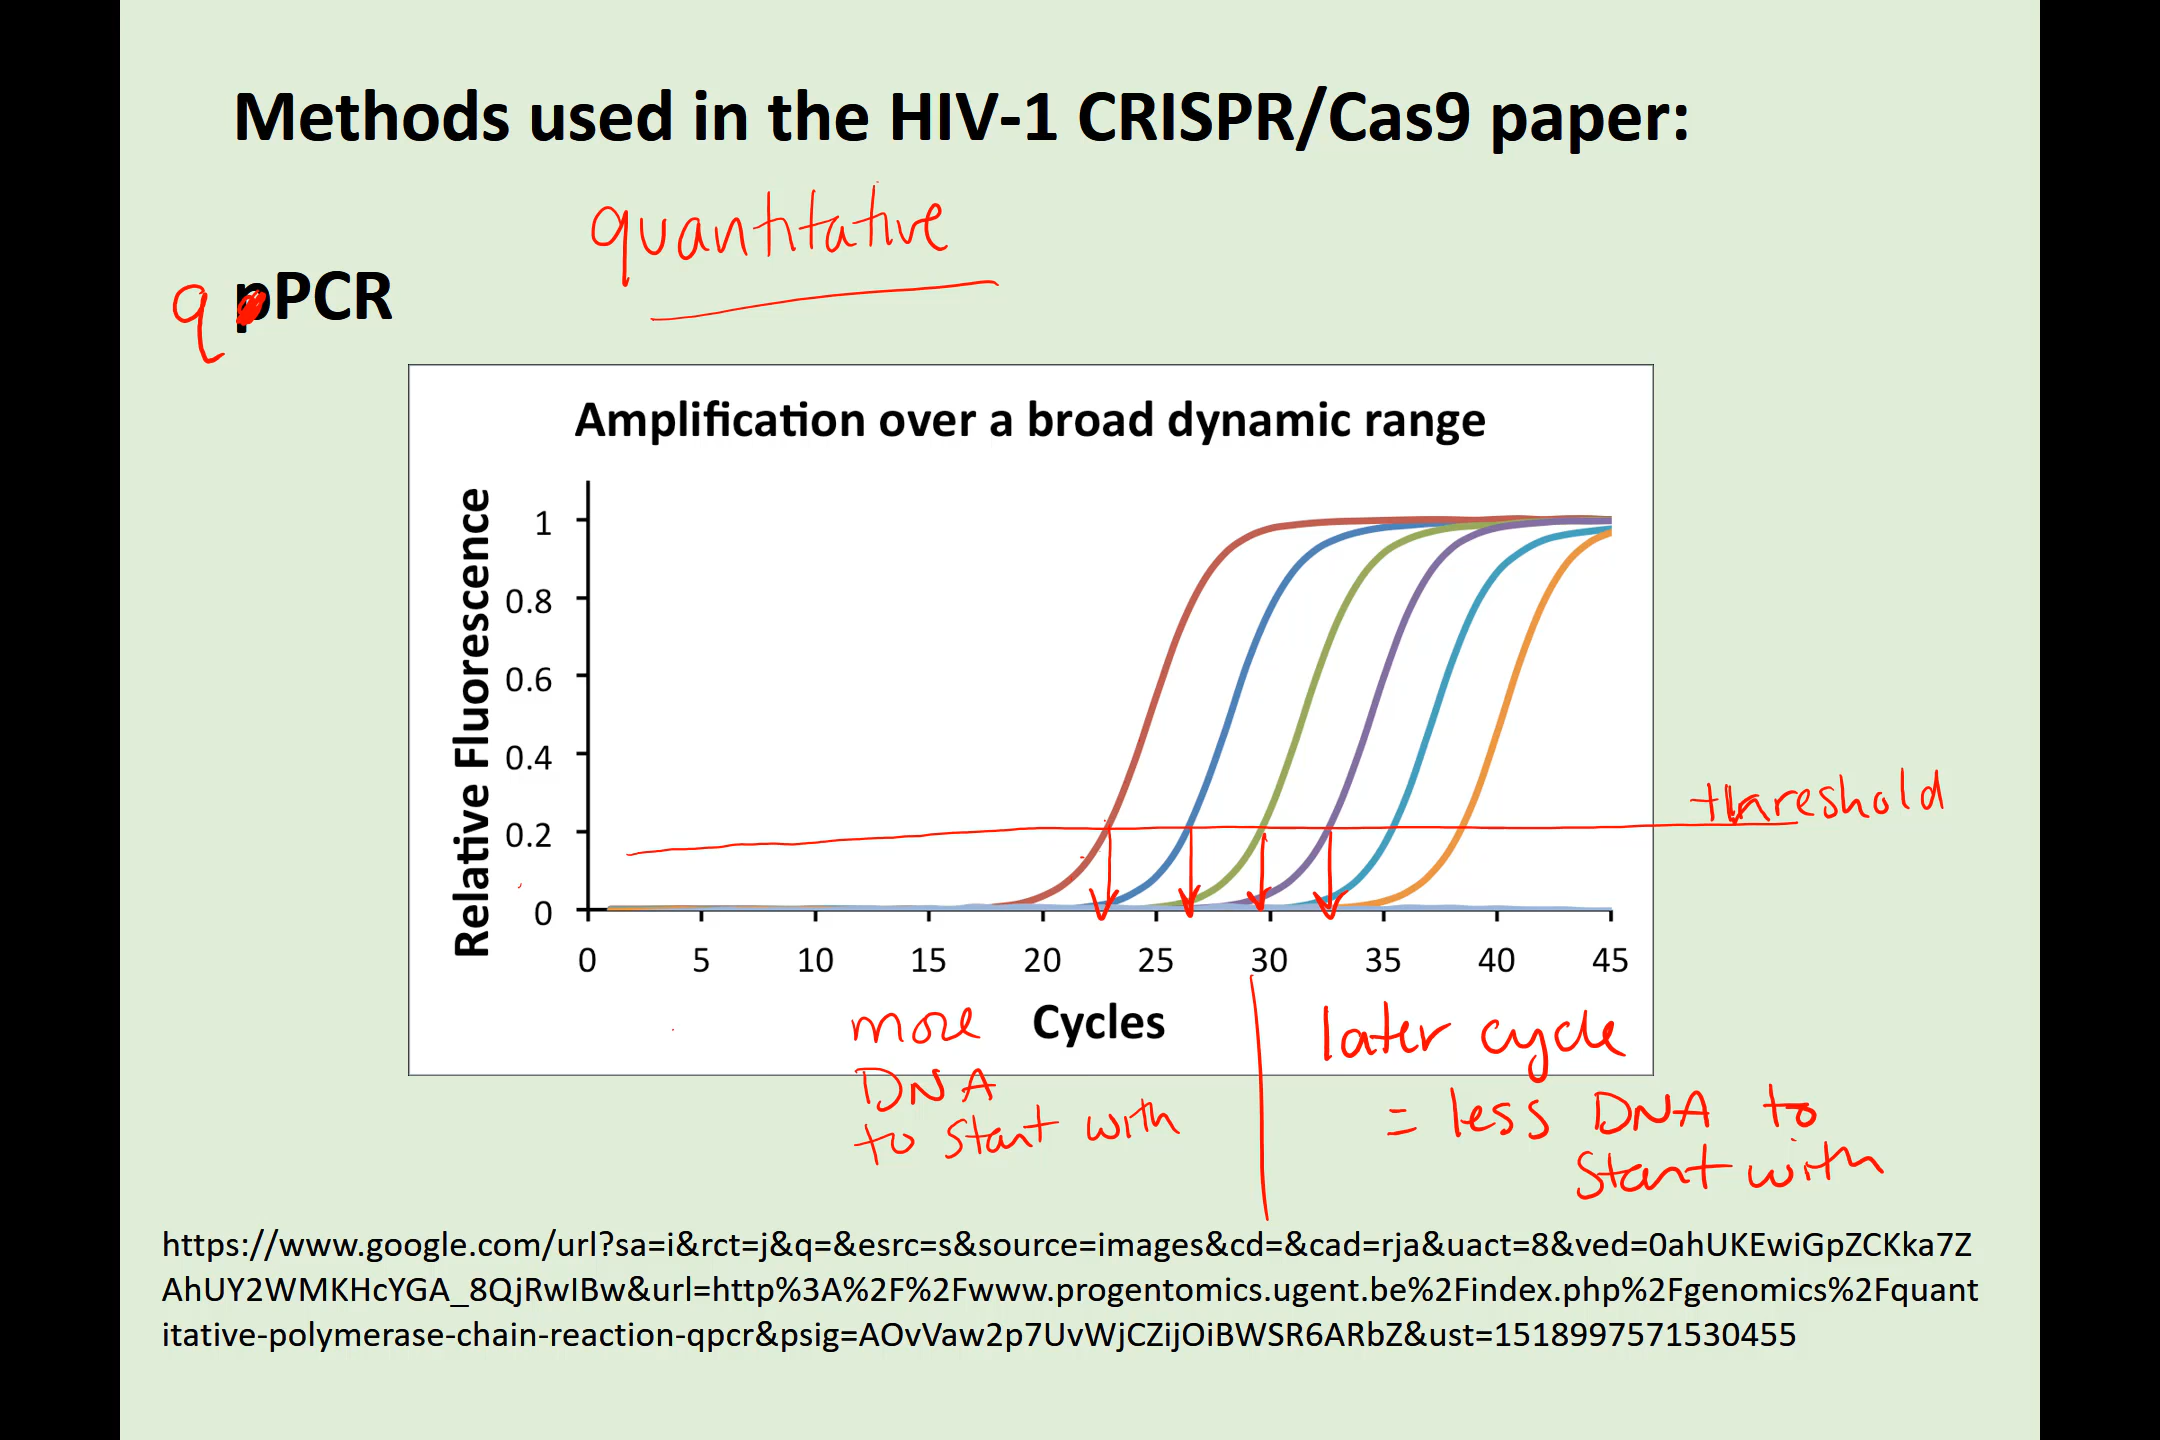 Methods used in the HIV-1 CRISPR/Cas9 paper:
quantitative
q pPCR
Amplification over a broad dynamic range
Relative Fluorescence
1
0.8
0.6
0.4
0.2
0
threshold
0 5 10 15 20 25 30 35 40 45
Cycles
more
DNA
to start with
later cycle
= less DNA to
start with
https://www.google.com/url?sa=i&rct=j&q=&esrc=s&source=images&cd=&cad=rja&uact=8&ved=0ahUKEwiGpZCKka7Z
AhUY2WMKHcYGA_8QjRwIBw&url=http%3A%2F%2Fwww.progentomics.ugent.be%2Findex.php%2Fgenomics%2Fquant
itative-polymerase-chain-reaction-qpcr&psig=AOvVaw2p7UvWjCZijOiBWSR6ARbZ&ust=1518997571530455